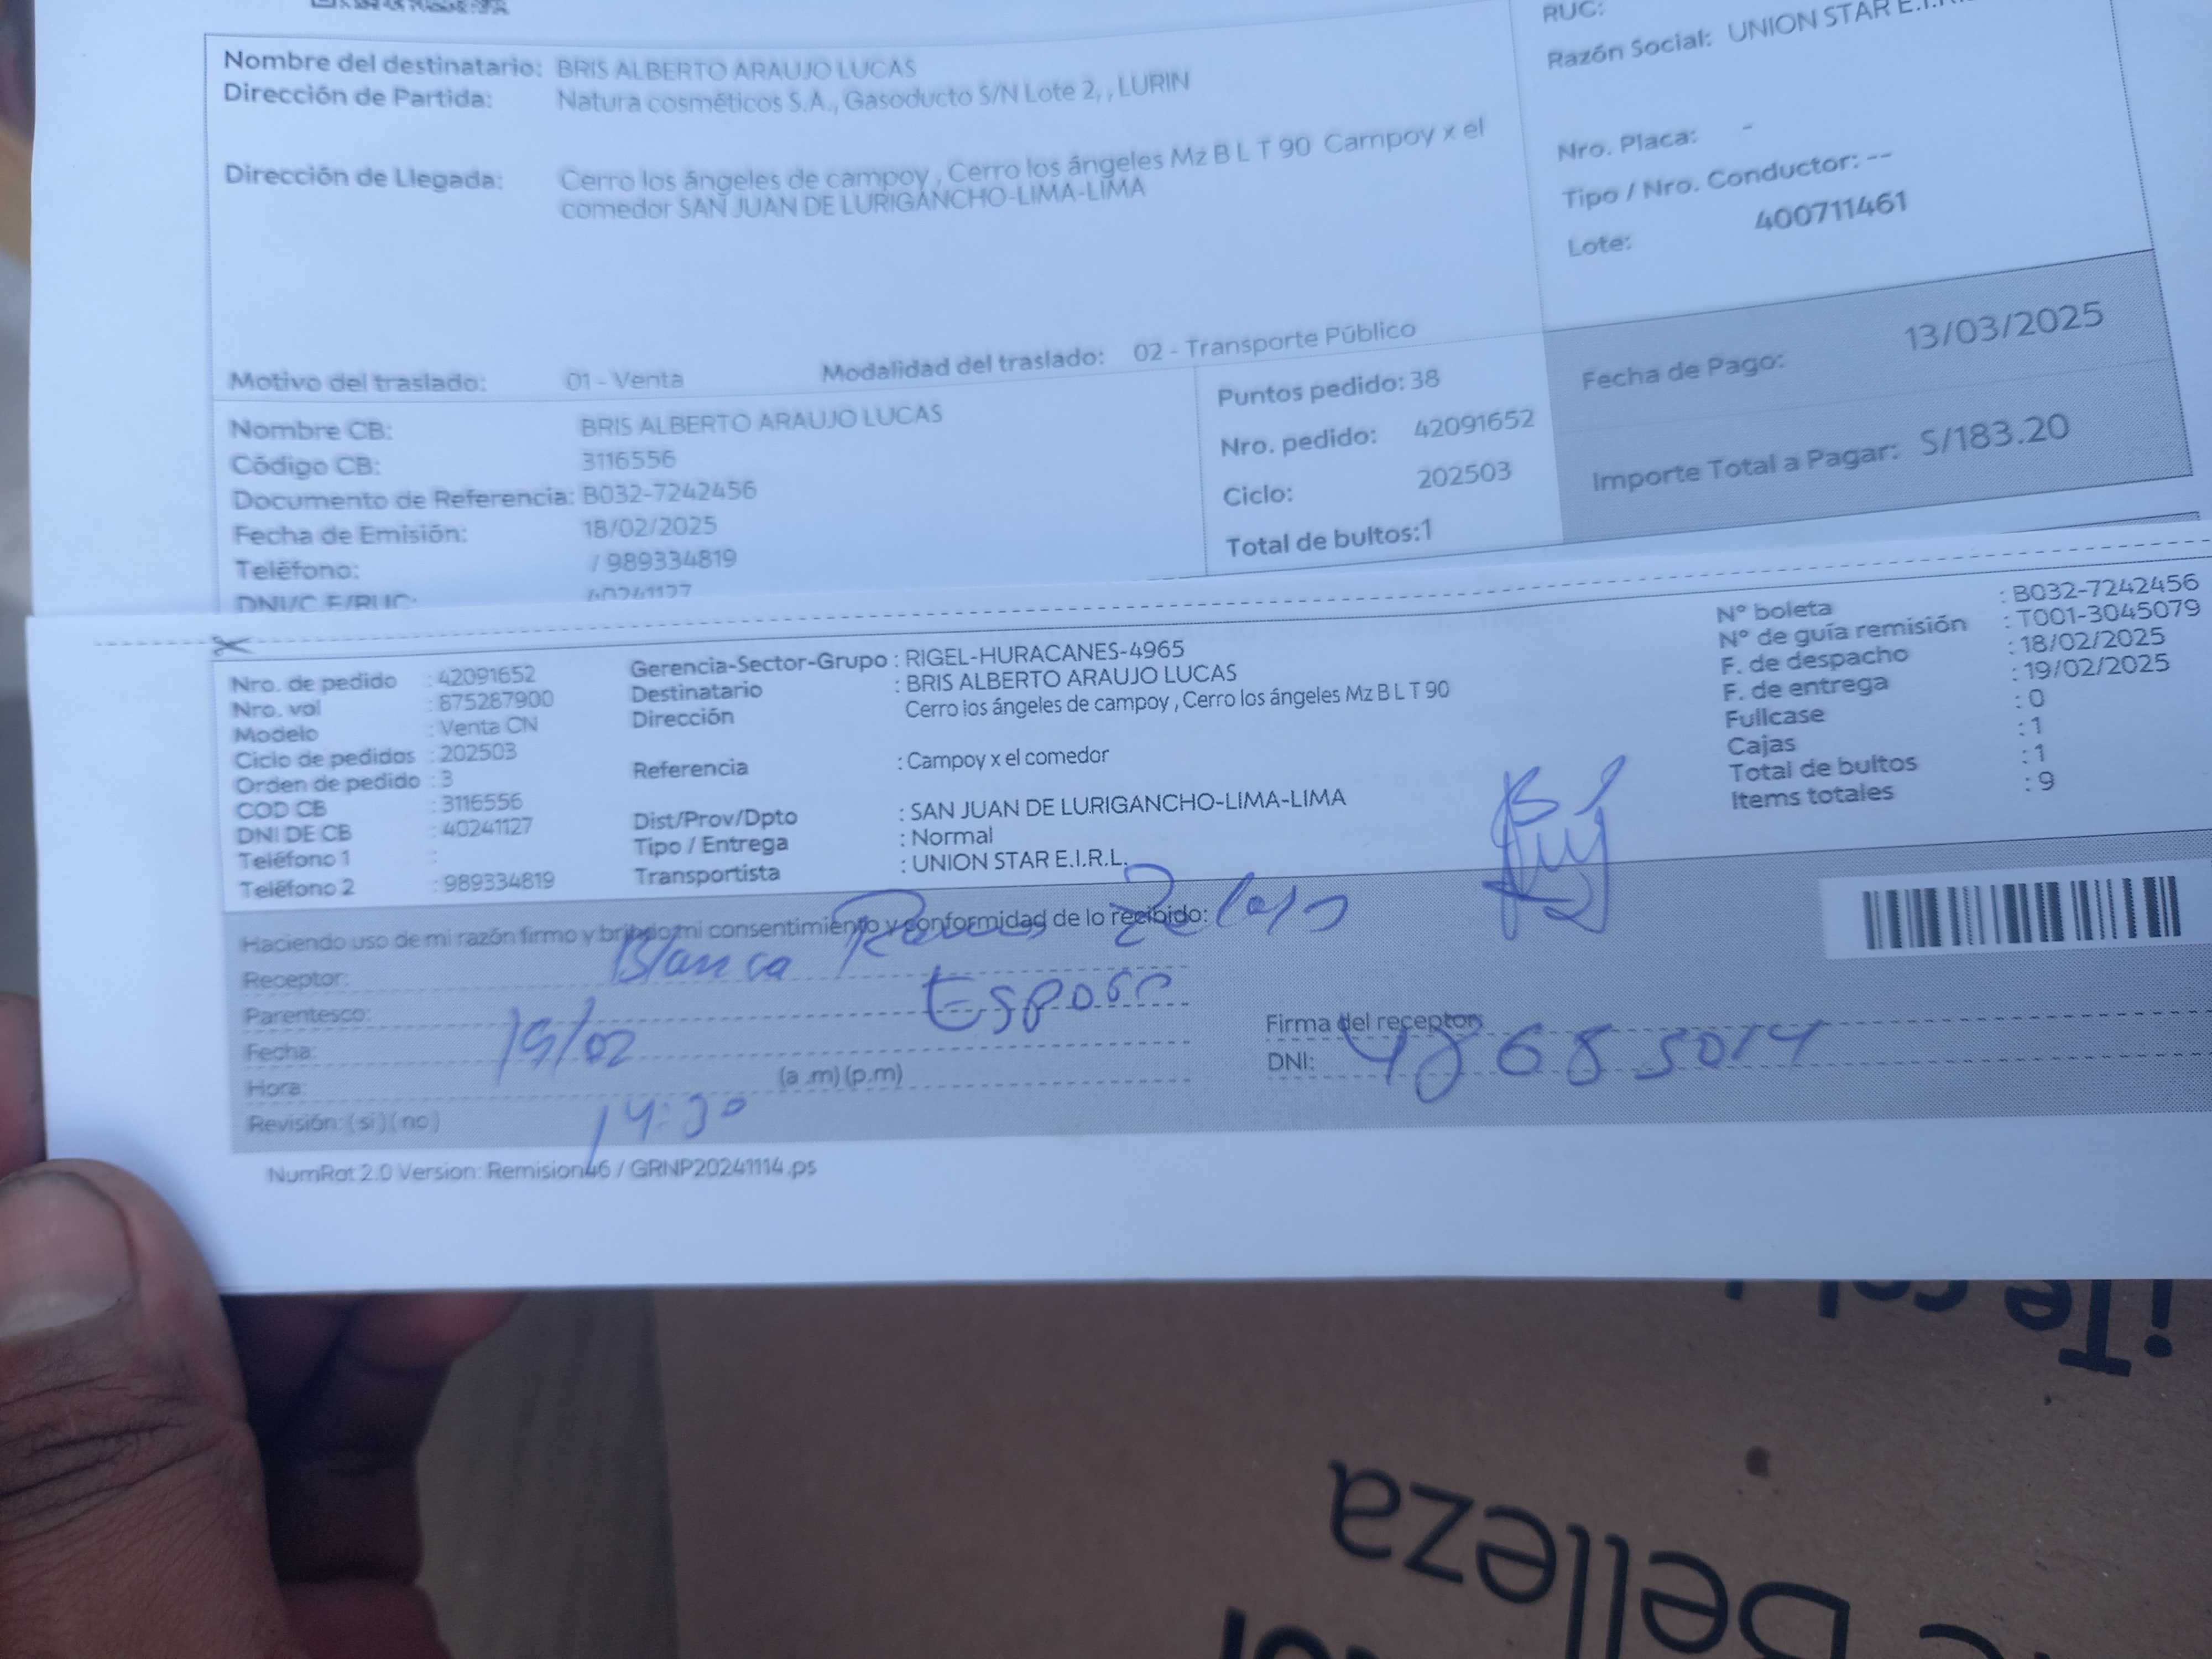 RUC:
Razón Social: UNION STAR E.I.R.
Nombre del destinatario: BRIS ALBERTO ARAUJO LUCAS
Dirección de Partida: Natura cosméticos S.A., Gasoducto S/N Lote 2, , LURIN
Dirección de Llegada: Cerro los ángeles de campoy , Cerro los ángeles Mz B L T 90 Campoy x el
comedor SAN JUAN DE LURIGANCHO-LIMA-LIMA
Nro. Placa: -
Tipo / Nro. Conductor: --
Lote: 400711461
Motivo del traslado: 01 - Venta Modalidad del traslado: 02 - Transporte Público
Nombre CB: BRIS ALBERTO ARAUJO LUCAS
Código CB: 3116556
Documento de Referencia: B032-7242456
Fecha de Emisión: 18/02/2025
Teléfono: / 989334819
DNI/C.E/RUC: 40241127
Puntos pedido: 38
Nro. pedido: 42091652
Ciclo: 202503
Total de bultos:1
Fecha de Pago: 13/03/2025
Importe Total a Pagar: S/183.20
Nro. de pedido : 42091652
Nro. vol : 875287900
Modelo : Venta CN
Ciclo de pedidos : 202503
Orden de pedido : 3
COD CB : 3116556
DNI DE CB : 40241127
Teléfono 1 :
Teléfono 2 : 989334819
Gerencia-Sector-Grupo : RIGEL-HURACANES-4965
Destinatario : BRIS ALBERTO ARAUJO LUCAS
Dirección Cerro los ángeles de campoy , Cerro los ángeles Mz B L T 90
Referencia : Campoy x el comedor
Dist/Prov/Dpto : SAN JUAN DE LURIGANCHO-LIMA-LIMA
Tipo / Entrega : Normal
Transportista : UNION STAR E.I.R.L.
N° boleta : B032-7242456
N° de guía remisión : T001-3045079
F. de despacho : 18/02/2025
F. de entrega : 19/02/2025
Fullcase : 0
Cajas : 1
Total de bultos : 1
Items totales : 9
Haciendo uso de mi razón firmo y brindo mi consentimiento y conformidad de lo recibido:
Receptor: Blanca
Parentesco: Esposa
Fecha: 19/02
Hora: 14:30 (a .m) (p.m)
Revisión: ( si ) ( no )
Firma del receptor:
DNI: 48685014
NumRot 2.0 Version: Remision46 / GRNP20241114.ps
belleza